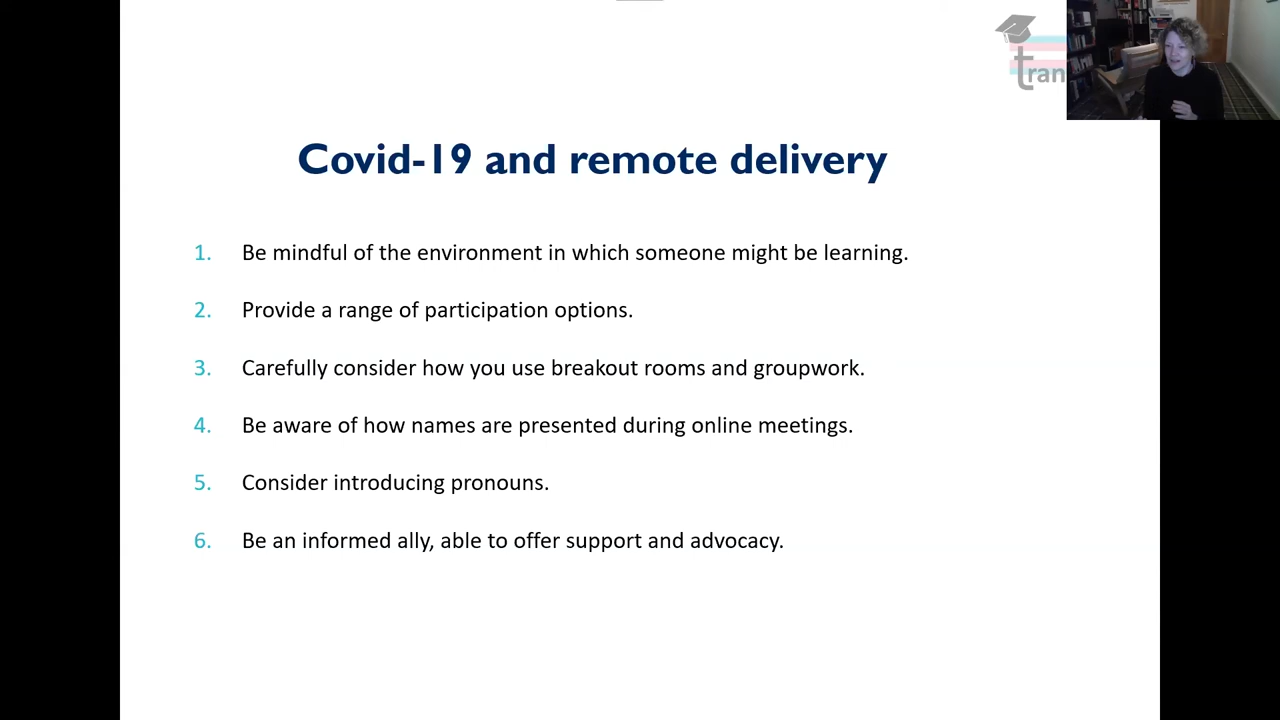 tran
Covid-19 and remote delivery
1. Be mindful of the environment in which someone might be learning.
2. Provide a range of participation options.
3. Carefully consider how you use breakout rooms and groupwork.
4. Be aware of how names are presented during online meetings.
5. Consider introducing pronouns.
6. Be an informed ally, able to offer support and advocacy.